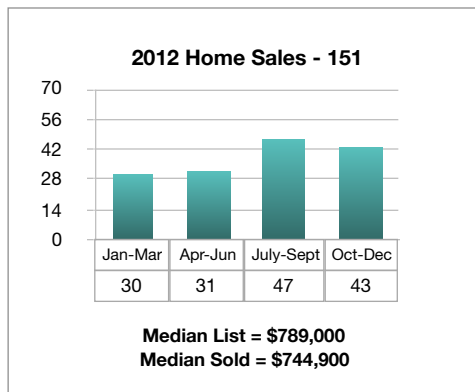 2012 Home Sales - 151
70
56
42
28
14
0
Jan-Mar Apr-Jun July-Sept Oct-Dec
30 31 47 43
Median List = $789,000
Median Sold = $744,900